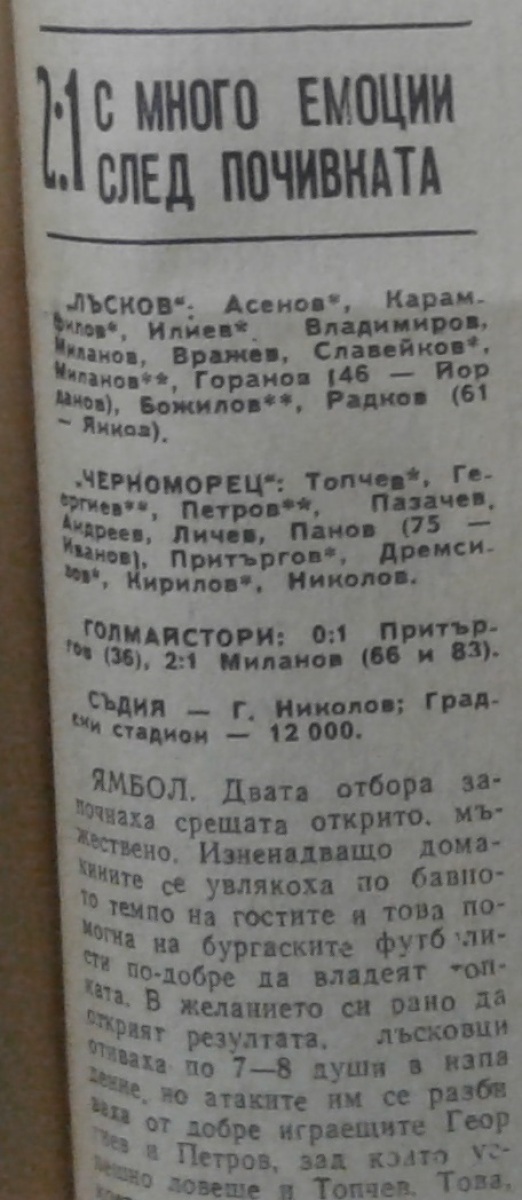 2:1 С МНОГО ЕМОЦИИ
СЛЕД ПОЧИВКАТА
„ЛЪСКОВ“: Асенов*, Карам-
филов*, Илиев*, Владимиров,
Миланов, Вражев, Славейков*,
Миланов**, Горанов (46 — Йор
данов), Божилов**, Радков (61
— Янков).
„ЧЕРНОМОРЕЦ“: Топчев*, Ге-
оргиев**, Петров**, Пазачев,
Андреев, Личев, Панов (75 —
Иванов), Притъргов*, Дремси-
зов*, Кирилов*, Николов.
ГОЛМАЙСТОРИ: 0:1 Притър-
гов (36), 2:1 Миланов (66 и 83).
СЪДИЯ — Г. Николов; Град-
ски стадион — 12 000.
ЯМБОЛ. Двата отбора за-
почнаха срещата открито, мъ-
жествено. Изненадващо дома-
кините се увлякоха по бавно-
то темпо на гостите и това по-
могна на бургаските футболи-
сти по-добре да владеят топ-
ката. В желанието си рано да
открият резултата, лъсковци
отиваха по 7—8 души в напа
дение, но атаките им се разби
ваха от добре играещите Геор
гиев и Петров, зад които ус-
пешно ловеше и Топчев. Това,